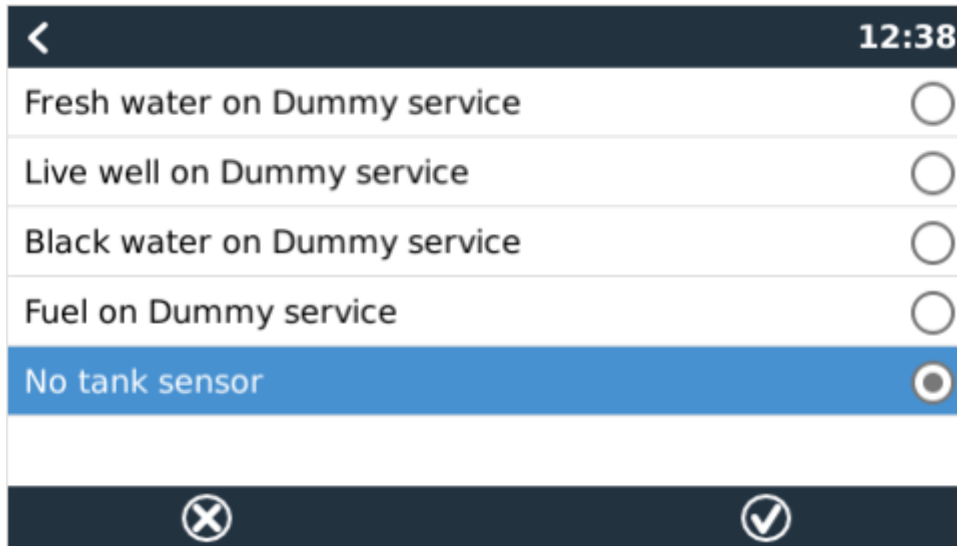 12:38
Fresh water on Dummy service
Live well on Dummy service
Black water on Dummy service
Fuel on Dummy service
No tank sensor